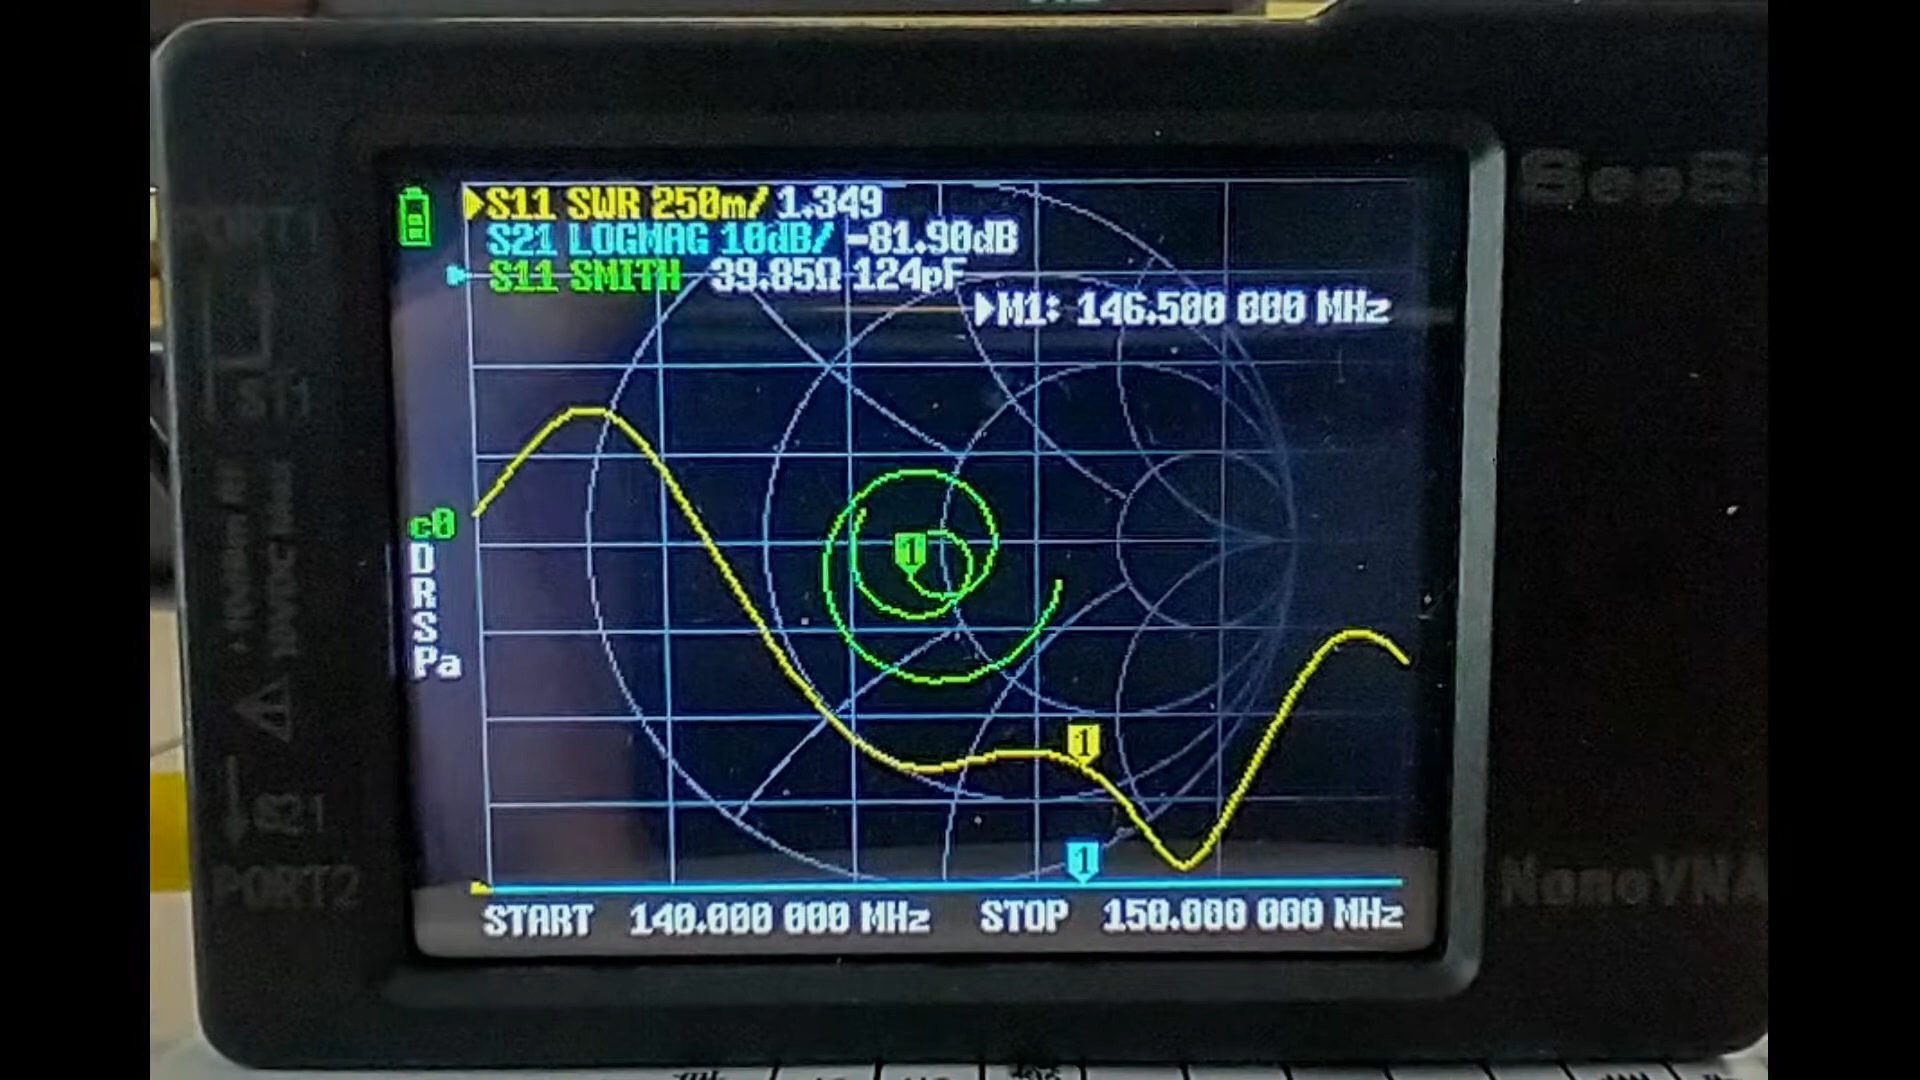 S11 SWR 250m/ 1.349
S21 LOGMAG 10dB/ -81.90dB
S11 SMITH 39.85Ω 124pF
M1: 146.500 000 MHz
c0
D
R
S
Pa
1
1
1
START 140.000 000 MHz STOP 150.000 000 MHz
PORT1
S11
S21
PORT2
NanoVNA